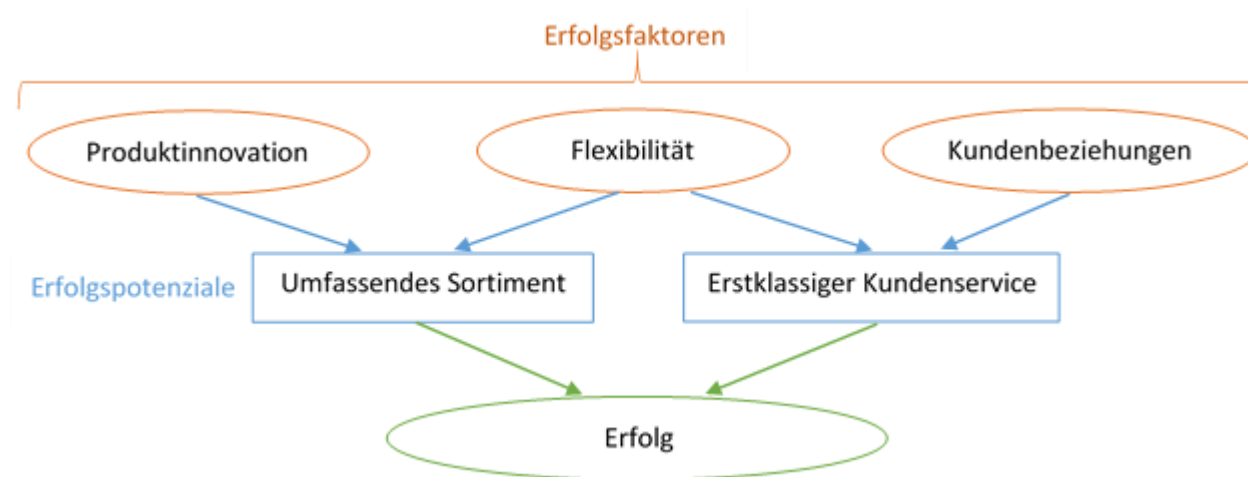 Erfolgsfaktoren
Produktinnovation
Flexibilität
Kundenbeziehungen
Erfolgspotenziale
Umfassendes Sortiment
Erstklassiger Kundenservice
Erfolg